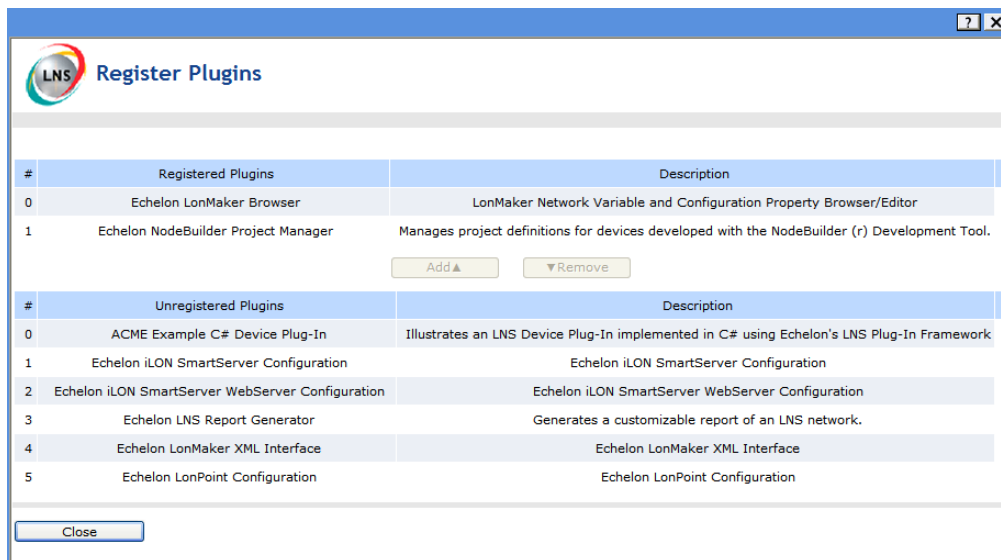 ?
LNS Register Plugins
# Registered Plugins Description
0 Echelon LonMaker Browser LonMaker Network Variable and Configuration Property Browser/Editor
1 Echelon NodeBuilder Project Manager Manages project definitions for devices developed with the NodeBuilder (r) Development Tool.
Add▲ ▼Remove
# Unregistered Plugins Description
0 ACME Example C# Device Plug-In Illustrates an LNS Device Plug-In implemented in C# using Echelon's LNS Plug-In Framework
1 Echelon iLON SmartServer Configuration Echelon iLON SmartServer Configuration
2 Echelon iLON SmartServer WebServer Configuration Echelon iLON SmartServer WebServer Configuration
3 Echelon LNS Report Generator Generates a customizable report of an LNS network.
4 Echelon LonMaker XML Interface Echelon LonMaker XML Interface
5 Echelon LonPoint Configuration Echelon LonPoint Configuration
Close